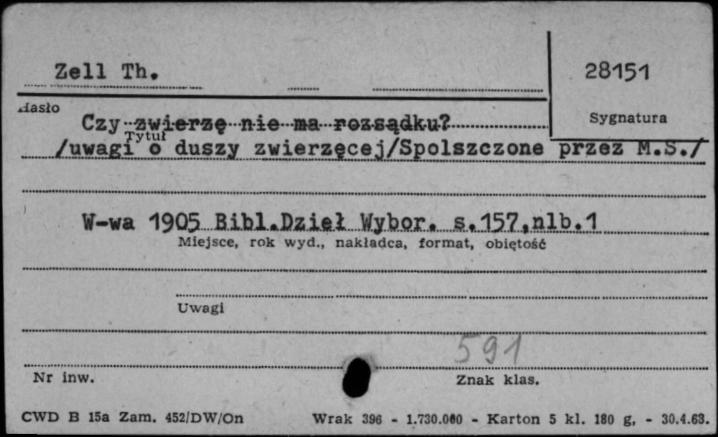 Zell Th.
28151
Hasło
Sygnatura
Czy zwierzę nie ma rozsądku?
Tytuł
/uwagi o duszy zwierzęcej/Spolszczone przez M.S./
W-wa 1905 Bibl.Dzieł Wybor. s.157,nlb.1
Miejsce, rok wyd., nakładca, format, obiętość
Uwagi
591
Nr inw.
Znak klas.
CWD B 15a Zam. 452/DW/On Wrak 396 - 1.730.000 - Karton 5 kl. 180 g, - 30.4.63.